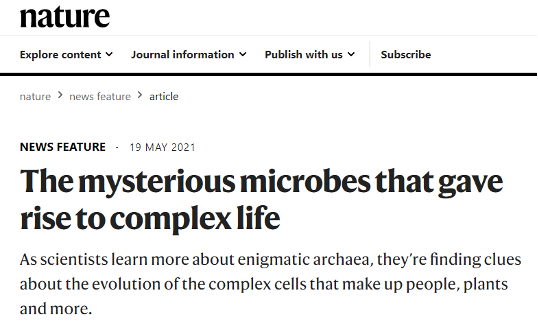 nature
Explore content Journal information Publish with us Subscribe
nature > news feature > article
NEWS FEATURE · 19 MAY 2021
The mysterious microbes that gave
rise to complex life
As scientists learn more about enigmatic archaea, they’re finding clues
about the evolution of the complex cells that make up people, plants
and more.